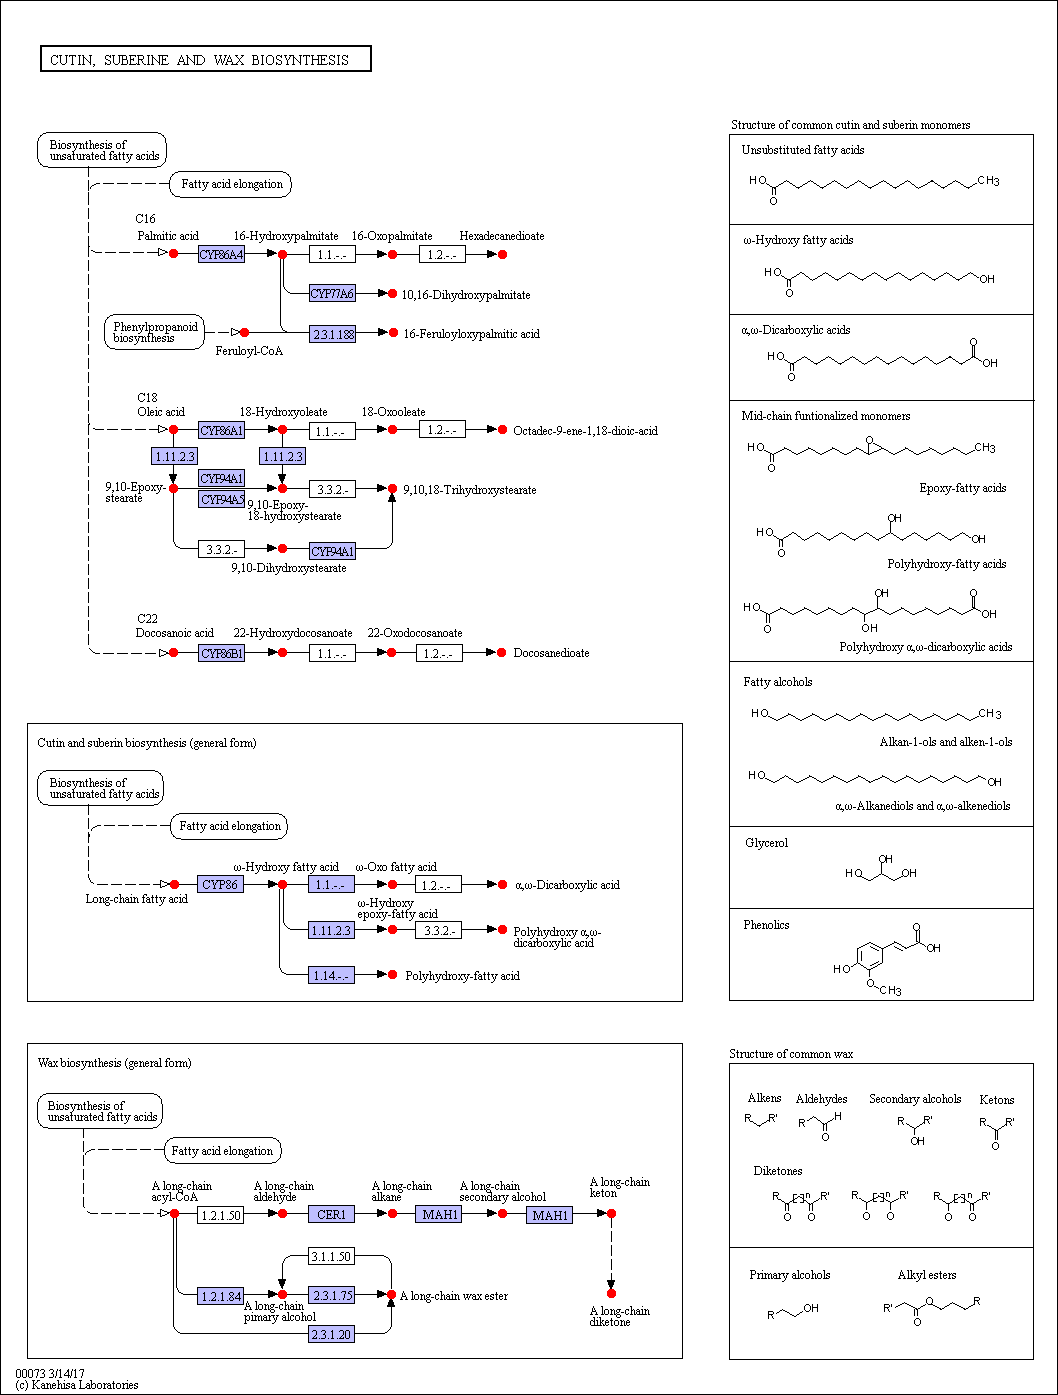 CUTIN, SUBERINE AND WAX BIOSYNTHESIS
Biosynthesis of
unsaturated fatty acids
Fatty acid elongation
C16
Palmitic acid
CYP86A4
16-Hydroxypalmitate
1.1.-.-
16-Oxopalmitate
1.2.-.-
Hexadecanedioate
CYP77A6
10,16-Dihydroxypalmitate
Phenylpropanoid
biosynthesis
Feruloyl-CoA
2.3.1.188
16-Feruloyloxypalmitic acid
C18
Oleic acid
CYP86A1
18-Hydroxyoleate
1.1.-.-
18-Oxooleate
1.2.-.-
Octadec-9-ene-1,18-dioic-acid
1.11.2.3
1.11.2.3
9,10-Epoxy-
stearate
CYP94A1
CYP94A5
9,10-Epoxy-
18-hydroxystearate
3.3.2.-
9,10,18-Trihydroxystearate
3.3.2.-
9,10-Dihydroxystearate
CYP94A1
C22
Docosanoic acid
CYP86B1
22-Hydroxydocosanoate
1.1.-.-
22-Oxodocosanoate
1.2.-.-
Docosanedioate
Cutin and suberin biosynthesis (general form)
Biosynthesis of
unsaturated fatty acids
Fatty acid elongation
Long-chain fatty acid
CYP86
ω-Hydroxy fatty acid
1.1.-.-
ω-Oxo fatty acid
1.2.-.-
α,ω-Dicarboxylic acid
1.11.2.3
ω-Hydroxy
epoxy-fatty acid
3.3.2.-
Polyhydroxy α,ω-
dicarboxylic acid
1.14.-.-
Polyhydroxy-fatty acid
Wax biosynthesis (general form)
Biosynthesis of
unsaturated fatty acids
Fatty acid elongation
A long-chain
acyl-CoA
1.2.1.50
A long-chain
aldehyde
CER1
A long-chain
alkane
MAH1
A long-chain
secondary alcohol
MAH1
A long-chain
keton
3.1.1.50
1.2.1.84
A long-chain
pimary alcohol
2.3.1.75
A long-chain wax ester
2.3.1.20
A long-chain
diketone
00073 3/14/17
(c) Kanehisa Laboratories
Structure of common cutin and suberin monomers
Unsubstituted fatty acids
HO
O
CH3
ω-Hydroxy fatty acids
HO
O
OH
α,ω-Dicarboxylic acids
HO
O
O
OH
Mid-chain funtionalized monomers
HO
O
O
CH3
Epoxy-fatty acids
HO
O
OH
OH
Polyhydroxy-fatty acids
HO
O
OH
OH
O
OH
Polyhydroxy α,ω-dicarboxylic acids
Fatty alcohols
HO
CH3
Alkan-1-ols and alken-1-ols
HO
OH
α,ω-Alkanediols and α,ω-alkenediols
Glycerol
OH
HO
OH
Phenolics
O
OH
HO
O
CH3
Structure of common wax
Alkens
R
R'
Aldehydes
R
H
O
Secondary alcohols
R
R'
OH
Ketons
R
R'
O
Diketones
R
[ ]n
R'
O
O
R
[ ]n
R'
O
O
R
[ ]n
R'
O
O
Primary alcohols
R
OH
Alkyl esters
R'
O
O
R